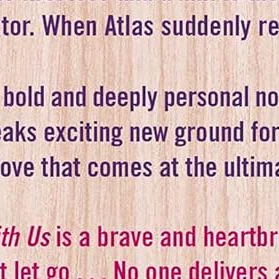 tor. When Atlas suddenly re
bold and deeply personal no
eaks exciting new ground for
ove that comes at the ultima
ith Us is a brave and heartbr
t let go . . . No one delivers a